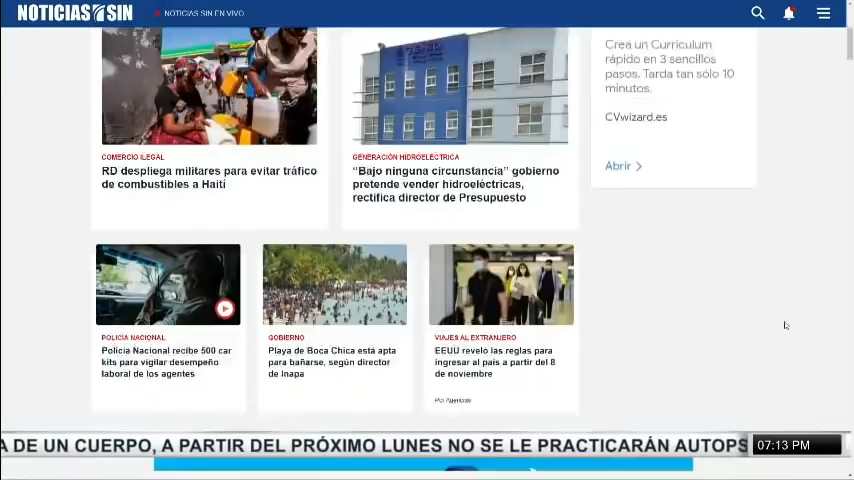 NOTICIAS SIN
NOTICIAS SIN EN VIVO
Crea un Curriculum
rápido en 3 sencillos
pasos. Tarda tan sólo 10
minutos.
CVwizard.es
Abrir
COMERCIO ILEGAL
RD despliega militares para evitar tráfico
de combustibles a Haití
GENERACIÓN HIDROELÉCTRICA
“Bajo ninguna circunstancia” gobierno
pretende vender hidroeléctricas,
rectifica director de Presupuesto
POLICÍA NACIONAL
Policía Nacional recibe 500 car
kits para vigilar desempeño
laboral de los agentes
GOBIERNO
Playa de Boca Chica está apta
para bañarse, según director
de Inapa
VIAJES AL EXTRANJERO
EEUU reveló las reglas para
ingresar al país a partir del 8
de noviembre
Por Agencias
A DE UN CUERPO, A PARTIR DEL PRÓXIMO LUNES NO SE LE PRACTICARÁN AUTOPS
07:13 PM